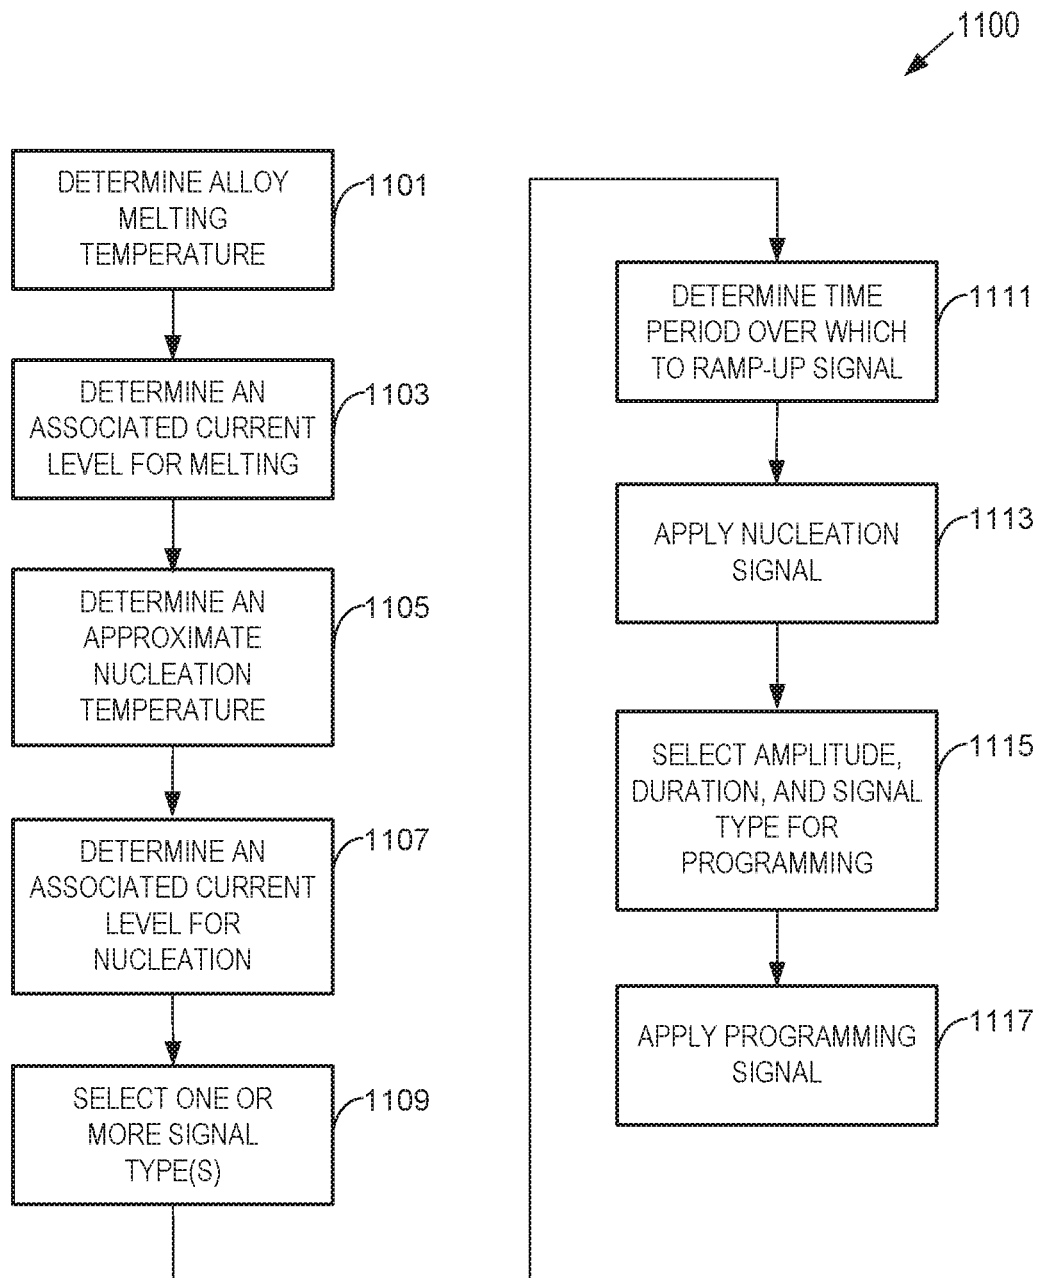 1100
DETERMINE ALLOY
MELTING
TEMPERATURE
1101
DETERMINE AN
ASSOCIATED CURRENT
LEVEL FOR MELTING
1103
DETERMINE AN
APPROXIMATE
NUCLEATION
TEMPERATURE
1105
DETERMINE AN
ASSOCIATED CURRENT
LEVEL FOR
NUCLEATION
1107
SELECT ONE OR
MORE SIGNAL
TYPE(S)
1109
DETERMINE TIME
PERIOD OVER WHICH
TO RAMP-UP SIGNAL
1111
APPLY NUCLEATION
SIGNAL
1113
SELECT AMPLITUDE,
DURATION, AND SIGNAL
TYPE FOR
PROGRAMMING
1115
APPLY PROGRAMMING
SIGNAL
1117